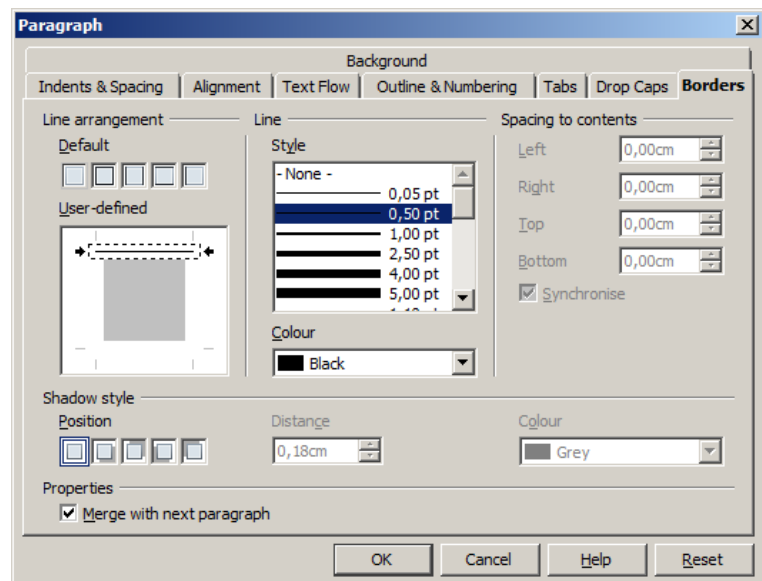 Paragraph
Background
Indents & Spacing Alignment Text Flow Outline & Numbering Tabs Drop Caps Borders
Line arrangement
Default
User-defined
Line
Style
- None -
0,05 pt
0,50 pt
1,00 pt
2,50 pt
4,00 pt
5,00 pt
Colour
Black
Spacing to contents
Left 0,00cm
Right 0,00cm
Top 0,00cm
Bottom 0,00cm
Synchronise
Shadow style
Position
Distance
0,18cm
Colour
Grey
Properties
Merge with next paragraph
OK Cancel Help Reset